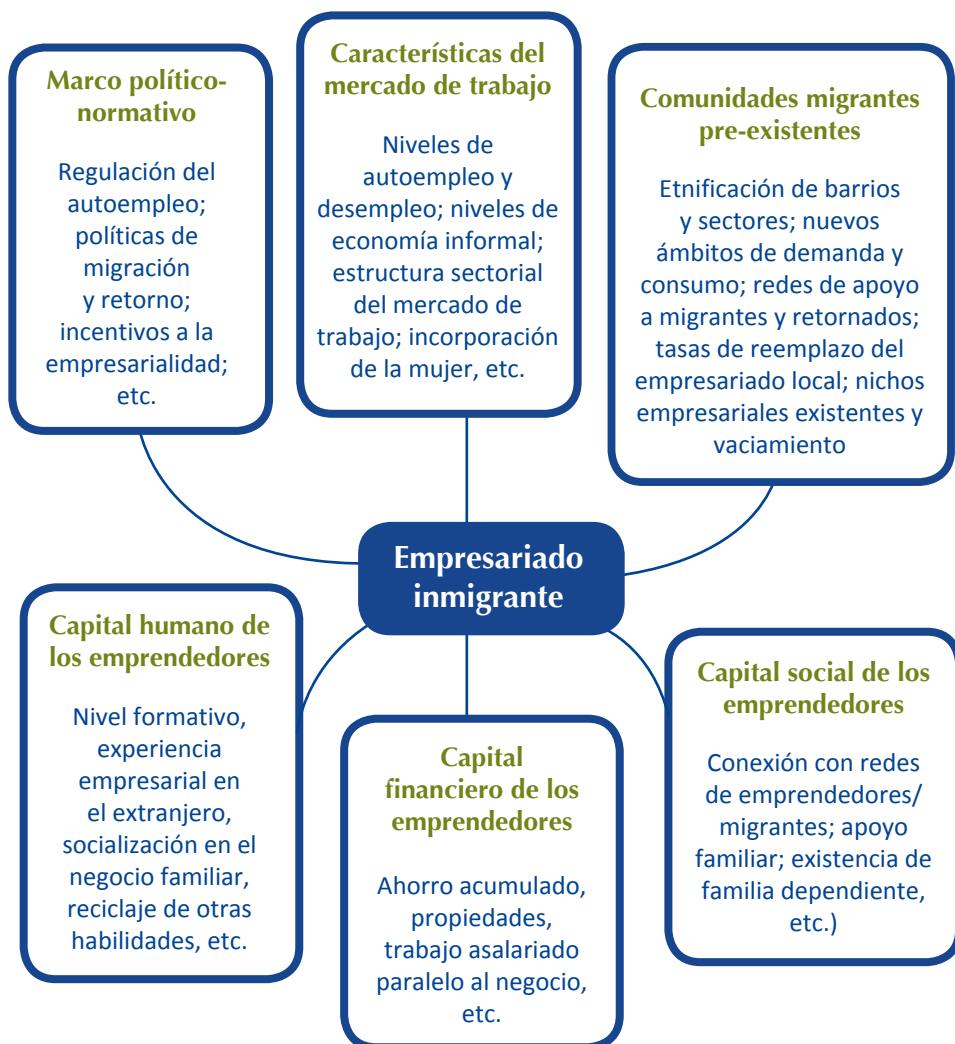 Marco político-
normativo
Regulación del
autoempleo;
políticas de
migración
y retorno;
incentivos a la
empresarialidad;
etc.
Características del
mercado de trabajo
Niveles de
autoempleo y
desempleo; niveles de
economía informal;
estructura sectorial
del mercado de
trabajo; incorporación
de la mujer, etc.
Comunidades migrantes
pre-existentes
Etnificación de barrios
y sectores; nuevos
ámbitos de demanda y
consumo; redes de apoyo
a migrantes y retornados;
tasas de reemplazo del
empresariado local; nichos
empresariales existentes y
vaciamiento
Empresariado
inmigrante
Capital humano de
los emprendedores
Nivel formativo,
experiencia
empresarial en
el extranjero,
socialización en el
negocio familiar,
reciclaje de otras
habilidades, etc.
Capital
financiero de los
emprendedores
Ahorro acumulado,
propiedades,
trabajo asalariado
paralelo al negocio,
etc.
Capital social de los
emprendedores
Conexión con redes
de emprendedores/
migrantes; apoyo
familiar; existencia de
familia dependiente,
etc.)